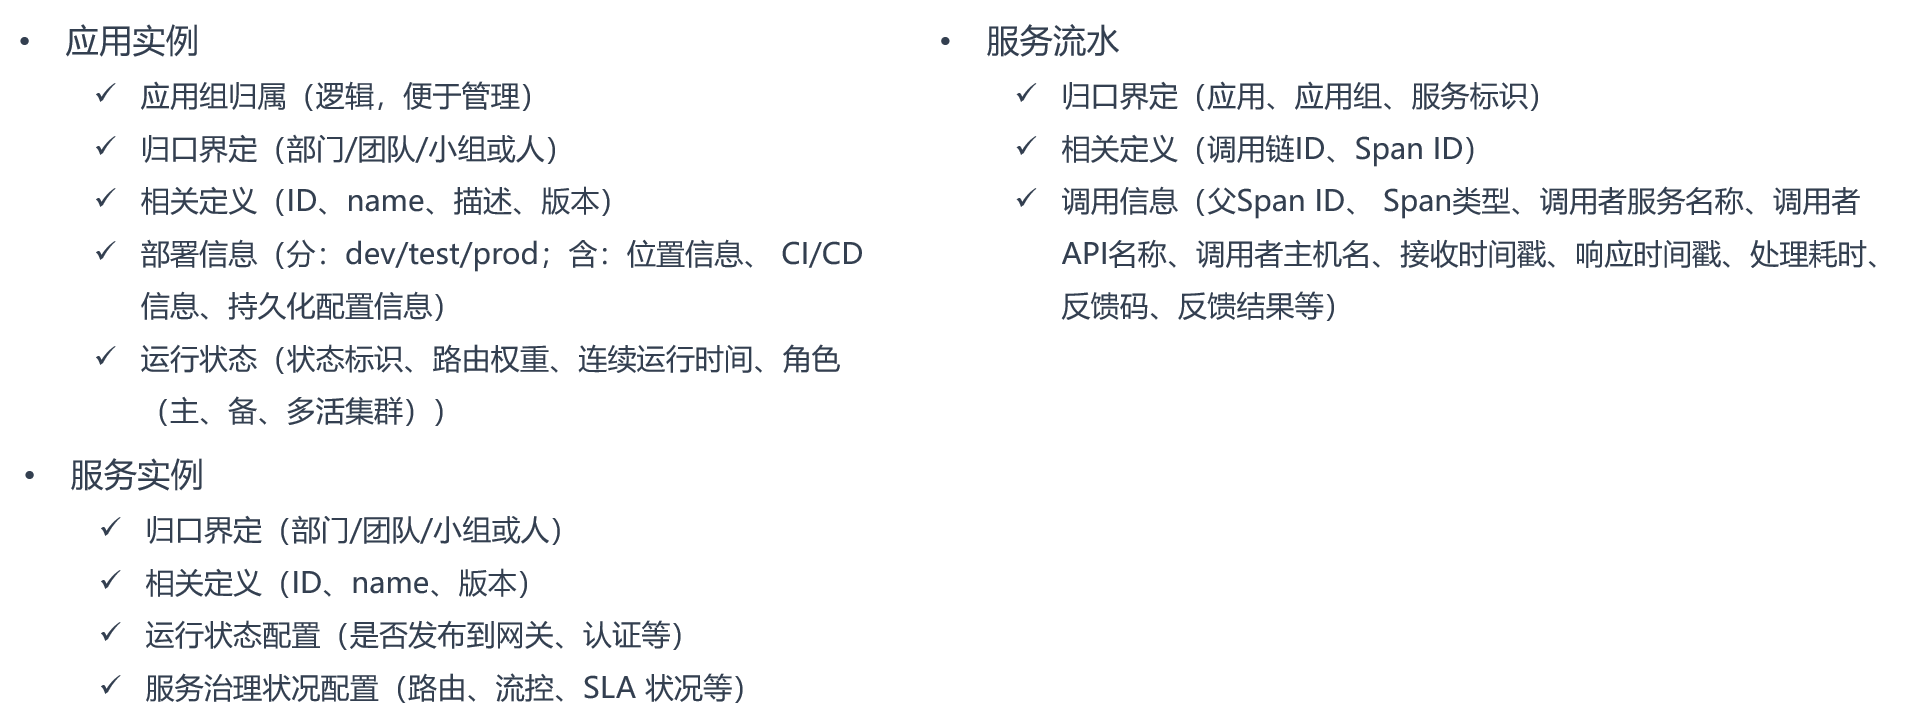 • 应用实例
✓ 应用组归属（逻辑，便于管理）
✓ 归口界定（部门/团队/小组或人）
✓ 相关定义（ID、name、描述、版本）
✓ 部署信息（分：dev/test/prod；含：位置信息、 CI/CD
信息、持久化配置信息）
✓ 运行状态（状态标识、路由权重、连续运行时间、角色
（主、备、多活集群））
• 服务实例
✓ 归口界定（部门/团队/小组或人）
✓ 相关定义（ID、name、版本）
✓ 运行状态配置（是否发布到网关、认证等）
✓ 服务治理状况配置（路由、流控、SLA 状况等）
• 服务流水
✓ 归口界定（应用、应用组、服务标识）
✓ 相关定义（调用链ID、Span ID）
✓ 调用信息（父Span ID、 Span类型、调用者服务名称、调用者
API名称、调用者主机名、接收时间戳、响应时间戳、处理耗时、
反馈码、反馈结果等）